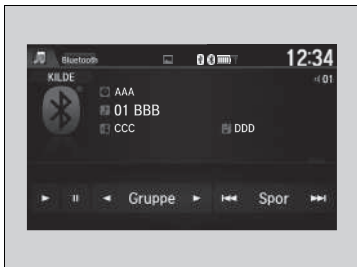 Bluetooth 12:34
KILDE 01
AAA
01 BBB
CCC DDD
Gruppe Spor